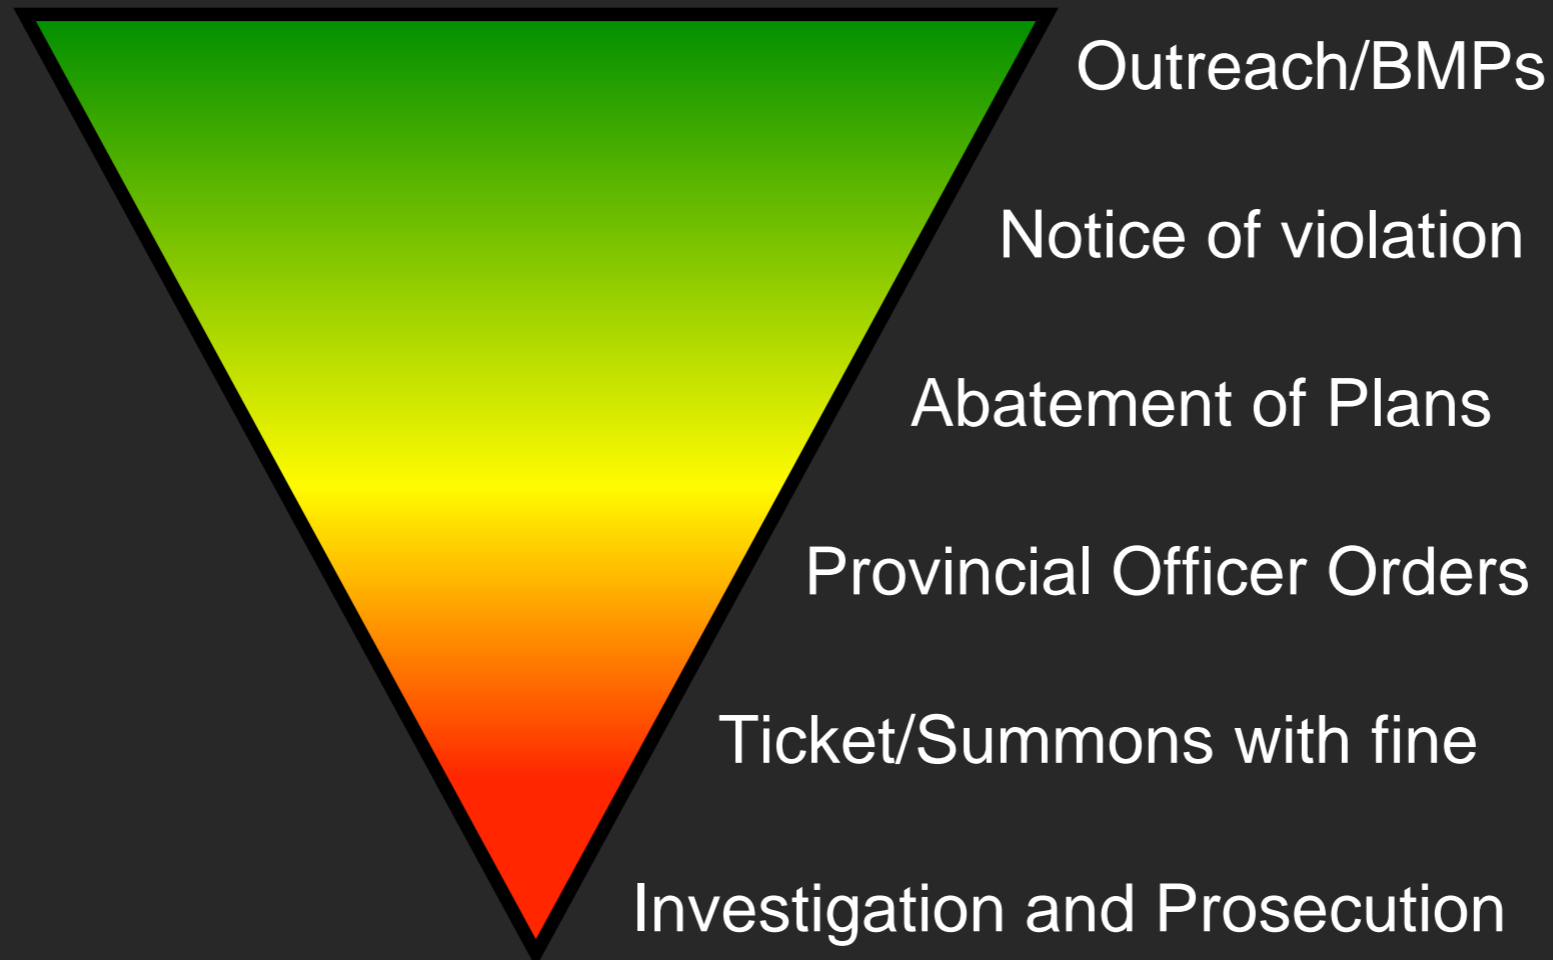 Outreach/BMPs
Notice of violation
Abatement of Plans
Provincial Officer Orders
Ticket/Summons with fine
Investigation and Prosecution